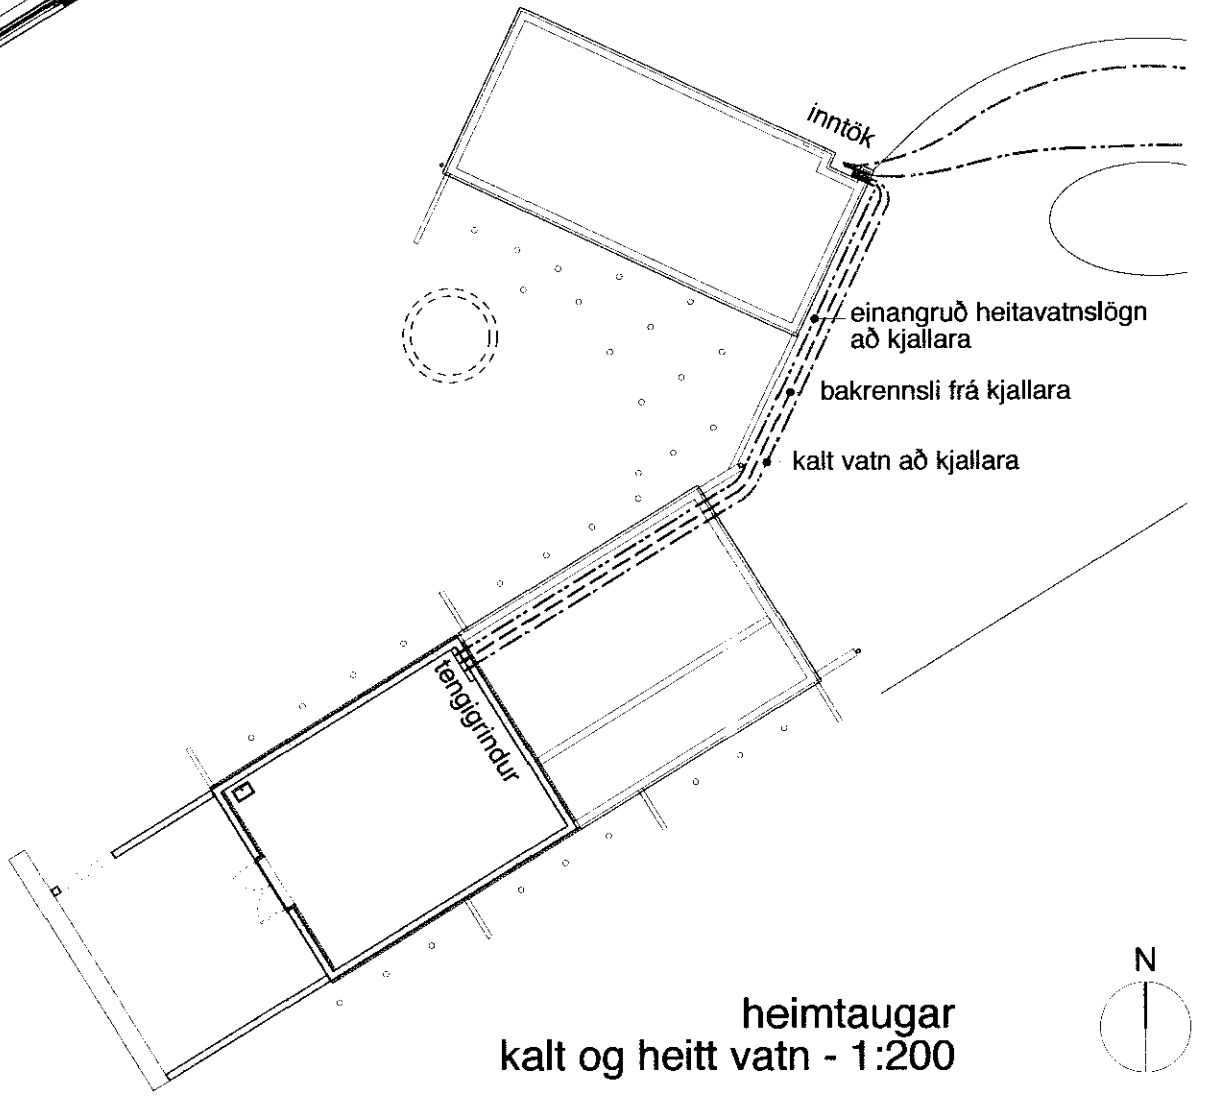 inntök
einangruð heitavatnslögn
að kjallara
bakrennsli frá kjallara
kalt vatn að kjallara
tengigrindur
N
heimtaugar
kalt og heitt vatn - 1:200